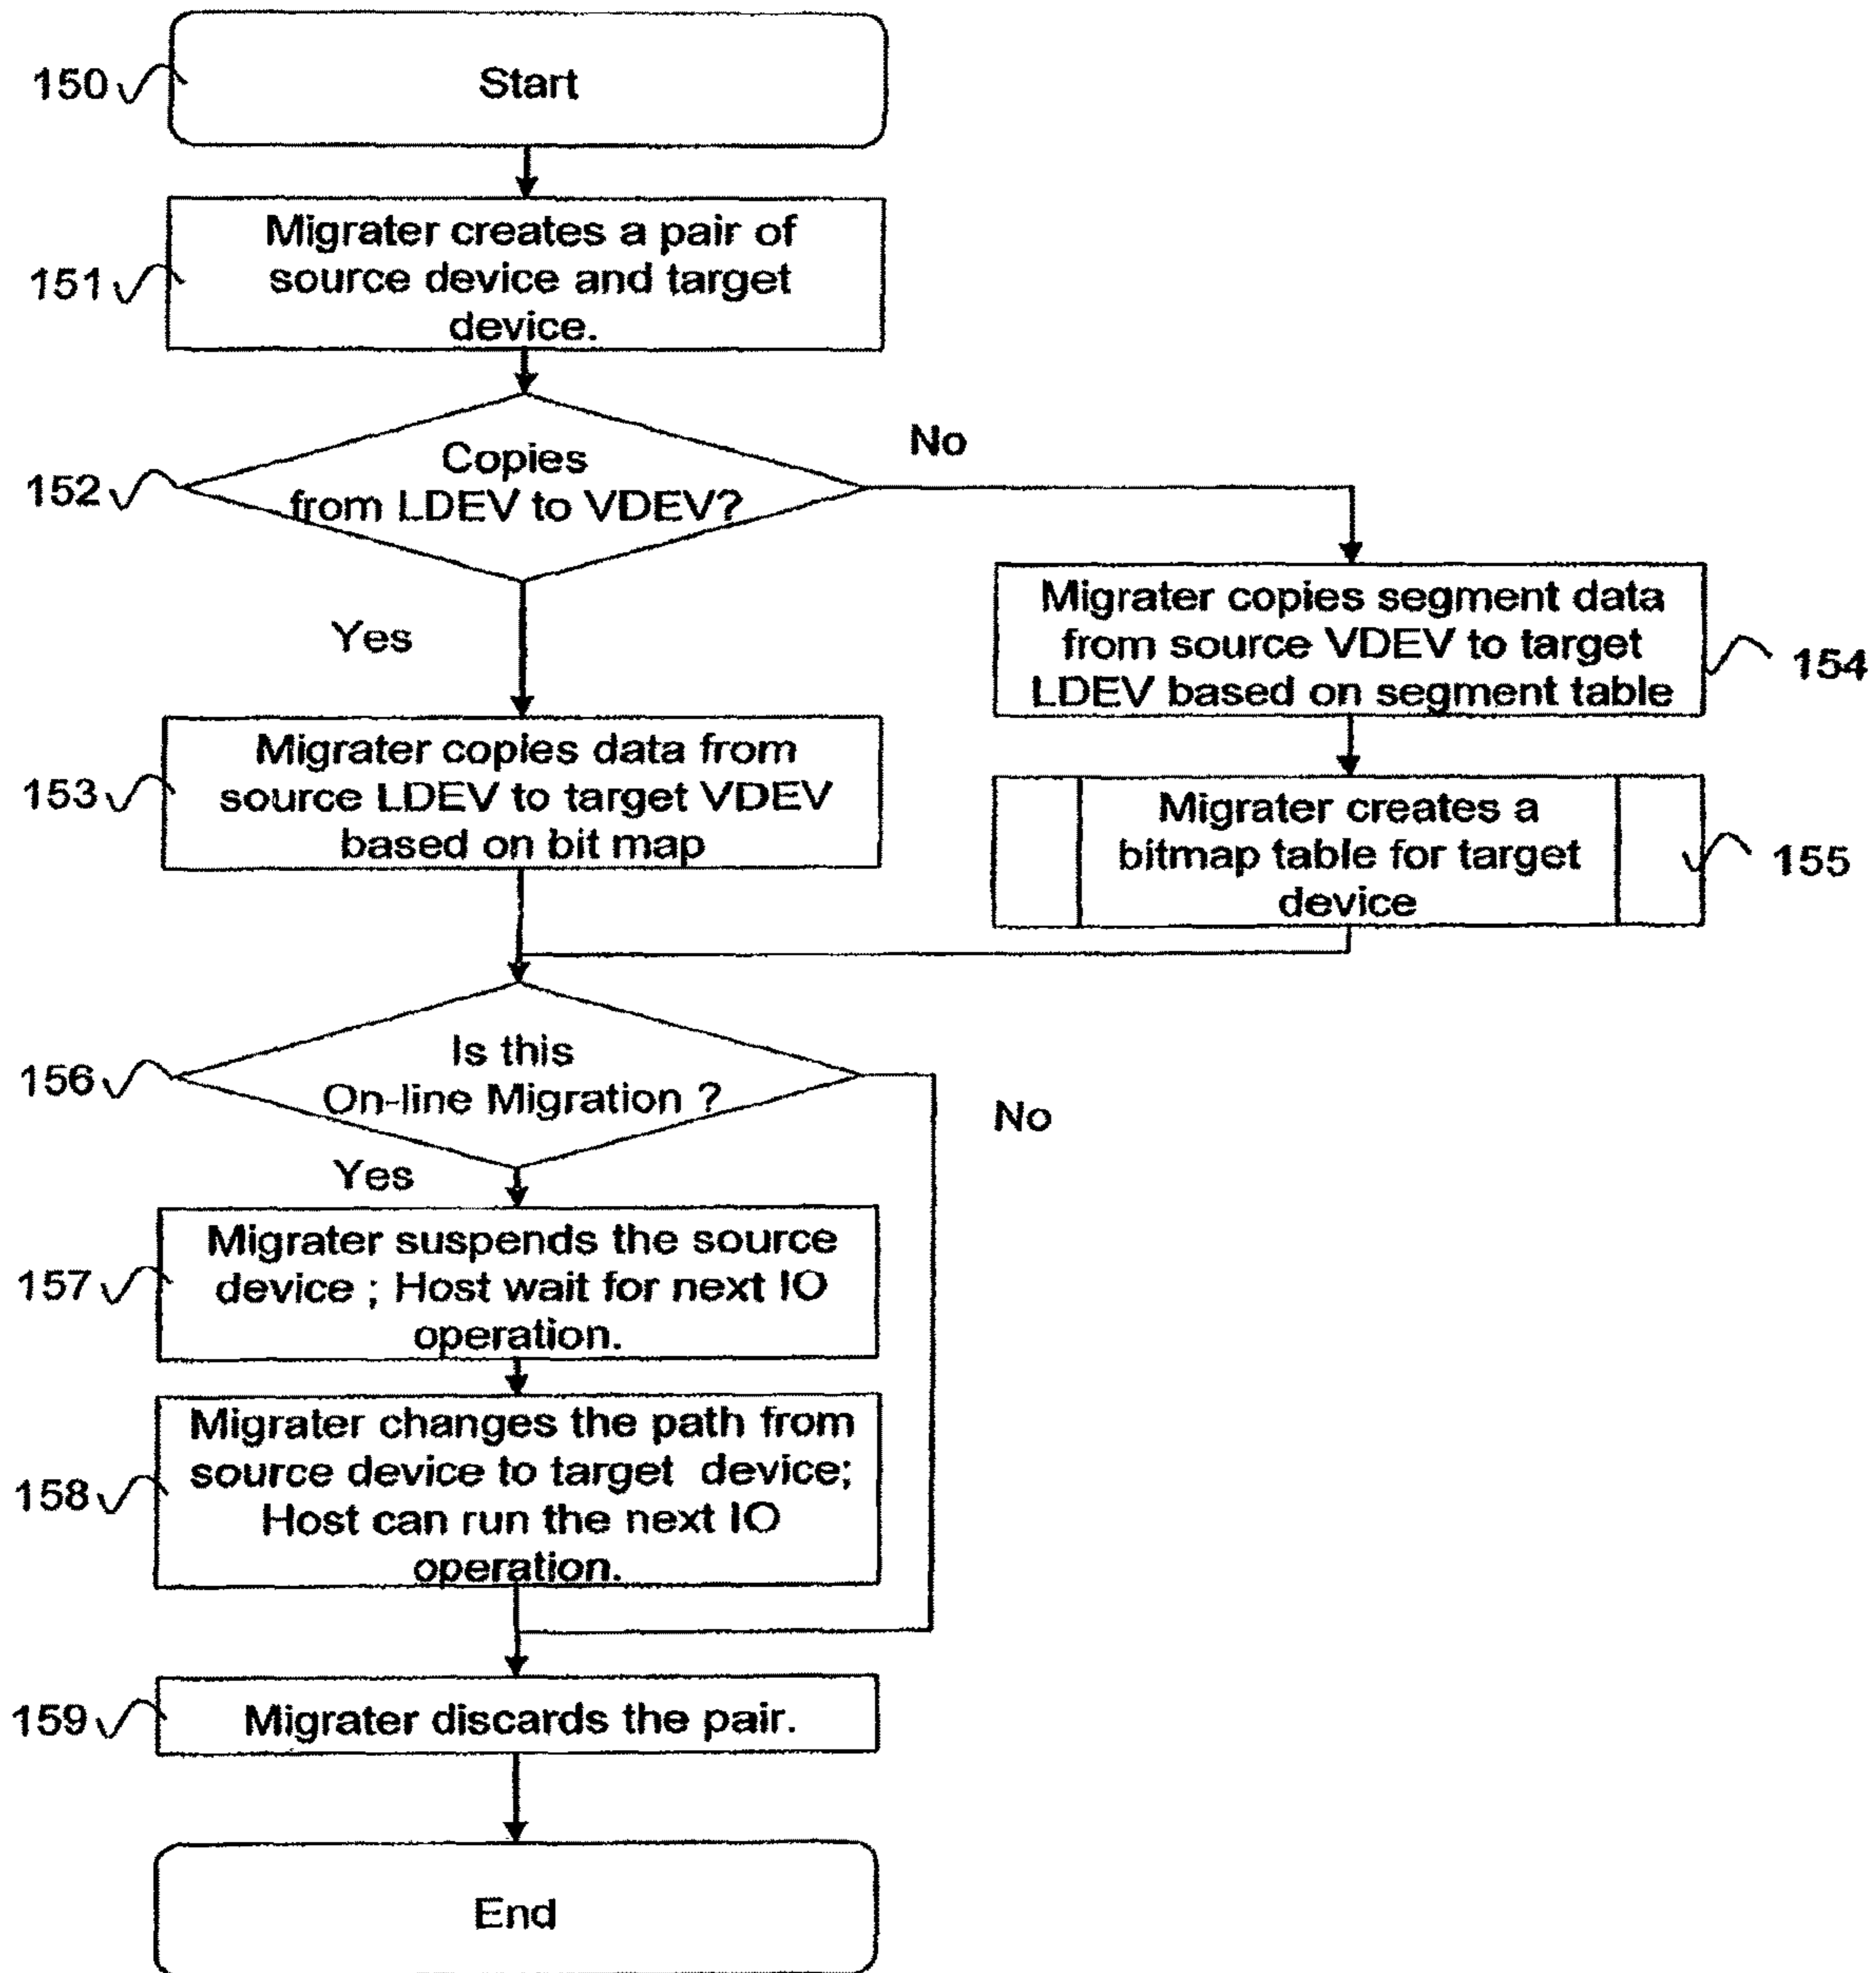 150
Start
151
Migrater creates a pair of
source device and target
device.
152
Copies
from LDEV to VDEV?
No
Yes
Migrater copies segment data
from source VDEV to target
LDEV based on segment table
154
153
Migrater copies data from
source LDEV to target VDEV
based on bit map
Migrater creates a
bitmap table for target
device
155
156
Is this
On-line Migration ?
No
Yes
157
Migrater suspends the source
device ; Host wait for next IO
operation.
158
Migrater changes the path from
source device to target device;
Host can run the next IO
operation.
159
Migrater discards the pair.
End